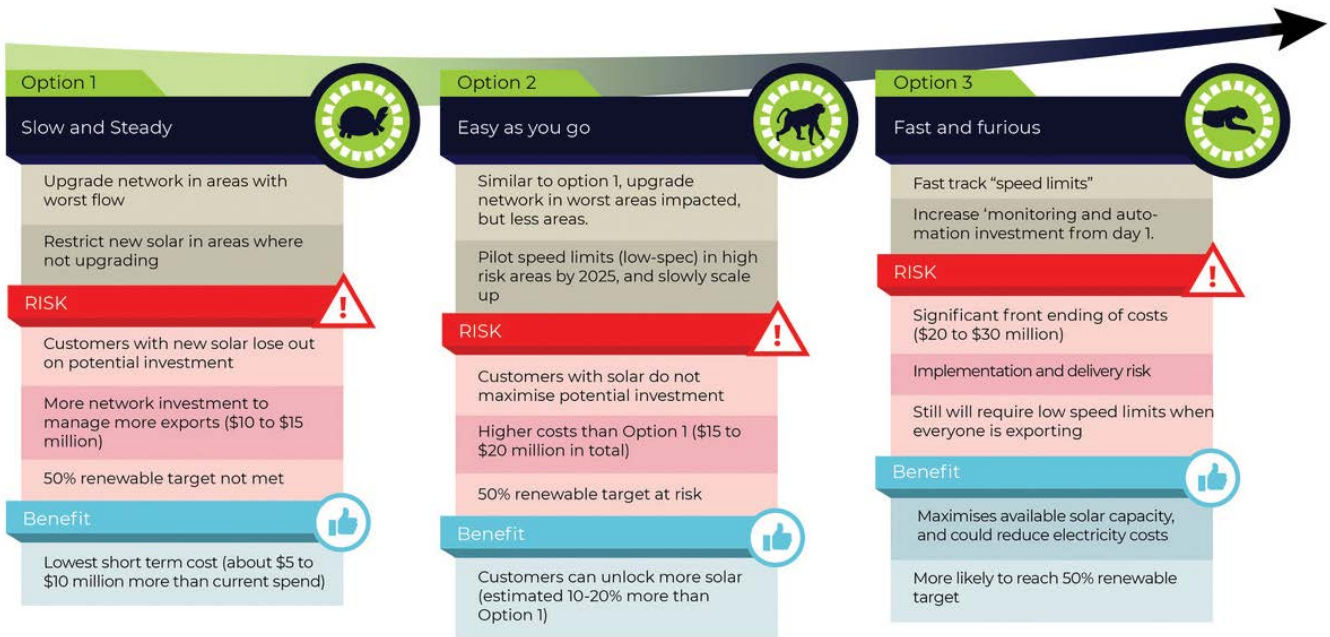 Option 1
Slow and Steady
Upgrade network in areas with
worst flow
Restrict new solar in areas where
not upgrading
RISK
!
Customers with new solar lose out
on potential investment
More network investment to
manage more exports ($10 to $15
million)
50% renewable target not met
Benefit
Lowest short term cost (about $5 to
$10 million more than current spend)
Option 2
Easy as you go
Similar to option 1, upgrade
network in worst areas impacted,
but less areas.
Pilot speed limits (low-spec) in high
risk areas by 2025, and slowly scale
up
RISK
!
Customers with solar do not
maximise potential investment
Higher costs than Option 1 ($15 to
$20 million in total)
50% renewable target at risk
Benefit
Customers can unlock more solar
(estimated 10-20% more than
Option 1)
Option 3
Fast and furious
Fast track “speed limits”
Increase ‘monitoring and auto-
mation investment from day 1.
RISK
!
Significant front ending of costs
($20 to $30 million)
Implementation and delivery risk
Still will require low speed limits when
everyone is exporting
Benefit
Maximises available solar capacity,
and could reduce electricity costs
More likely to reach 50% renewable
target